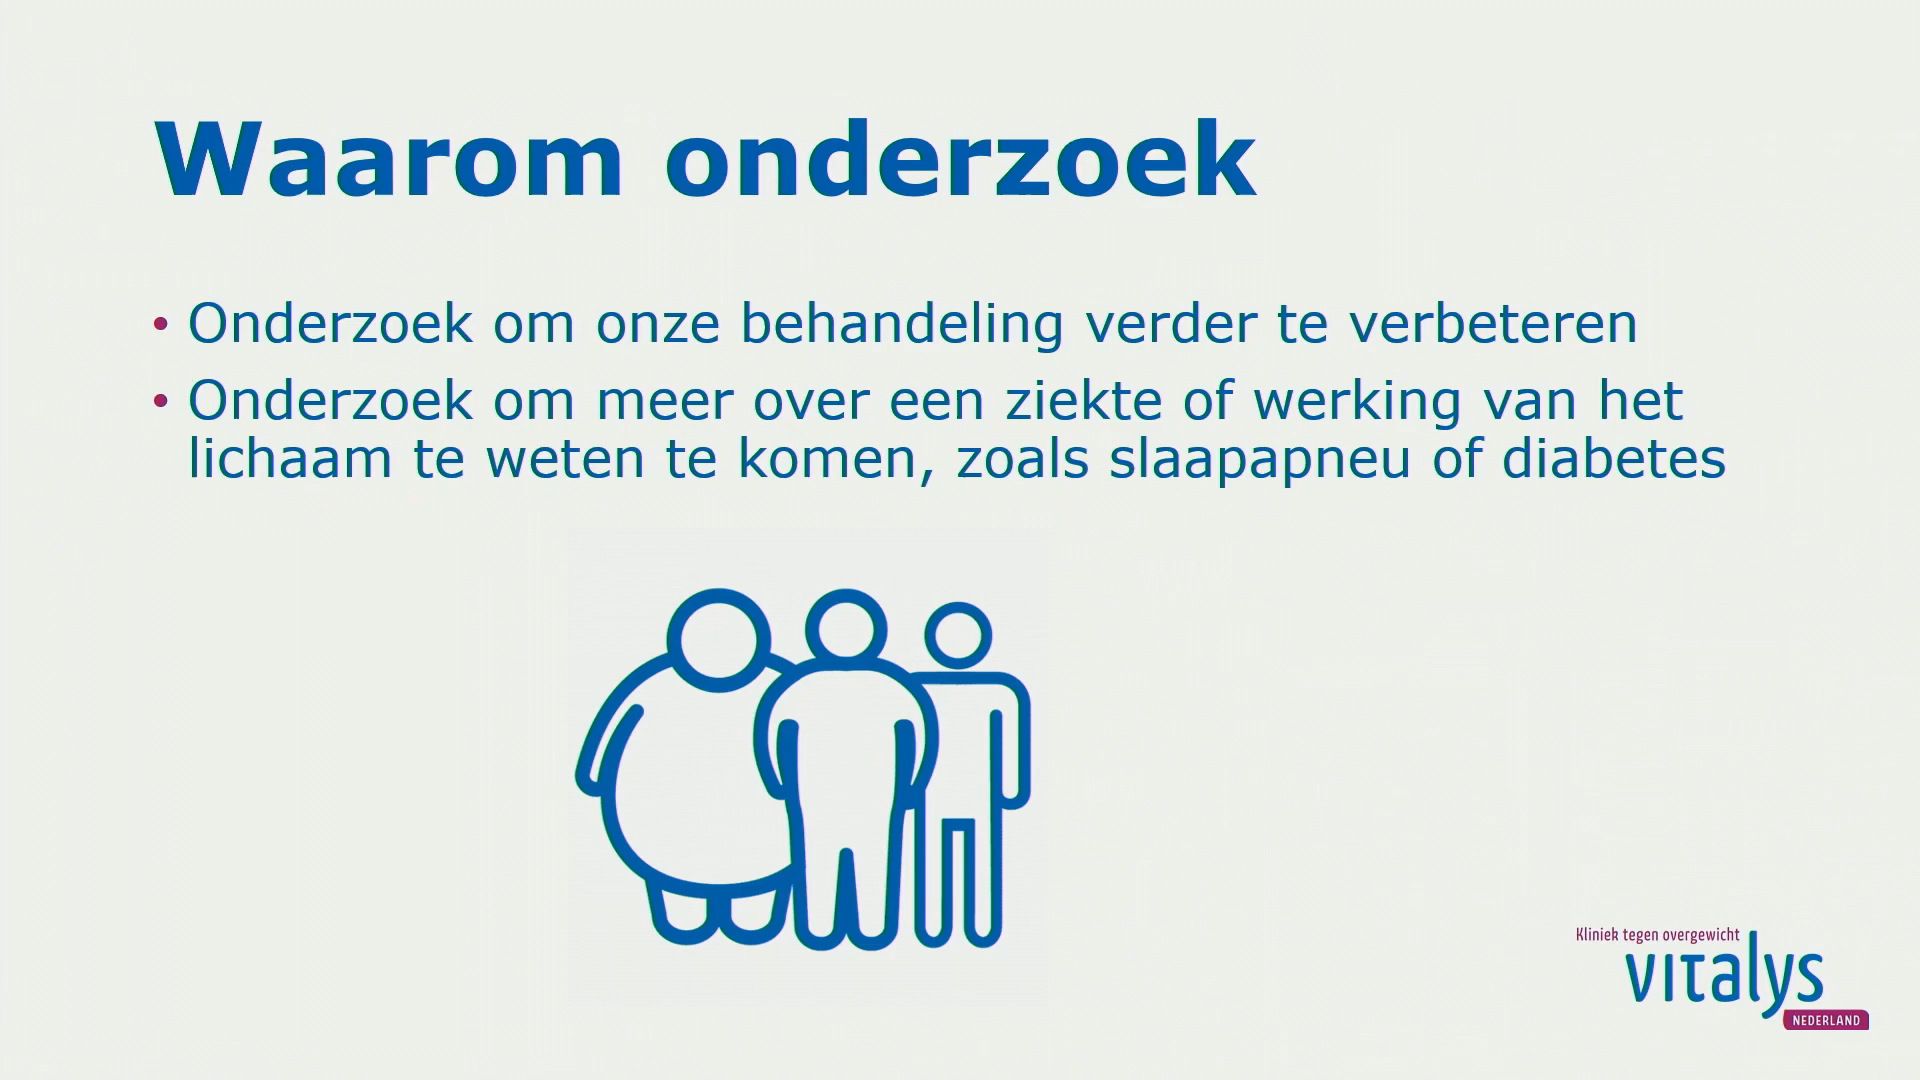 Waarom onderzoek
• Onderzoek om onze behandeling verder te verbeteren
• Onderzoek om meer over een ziekte of werking van het
lichaam te weten te komen, zoals slaapapneu of diabetes
Kliniek tegen overgewicht
vitalys
NEDERLAND